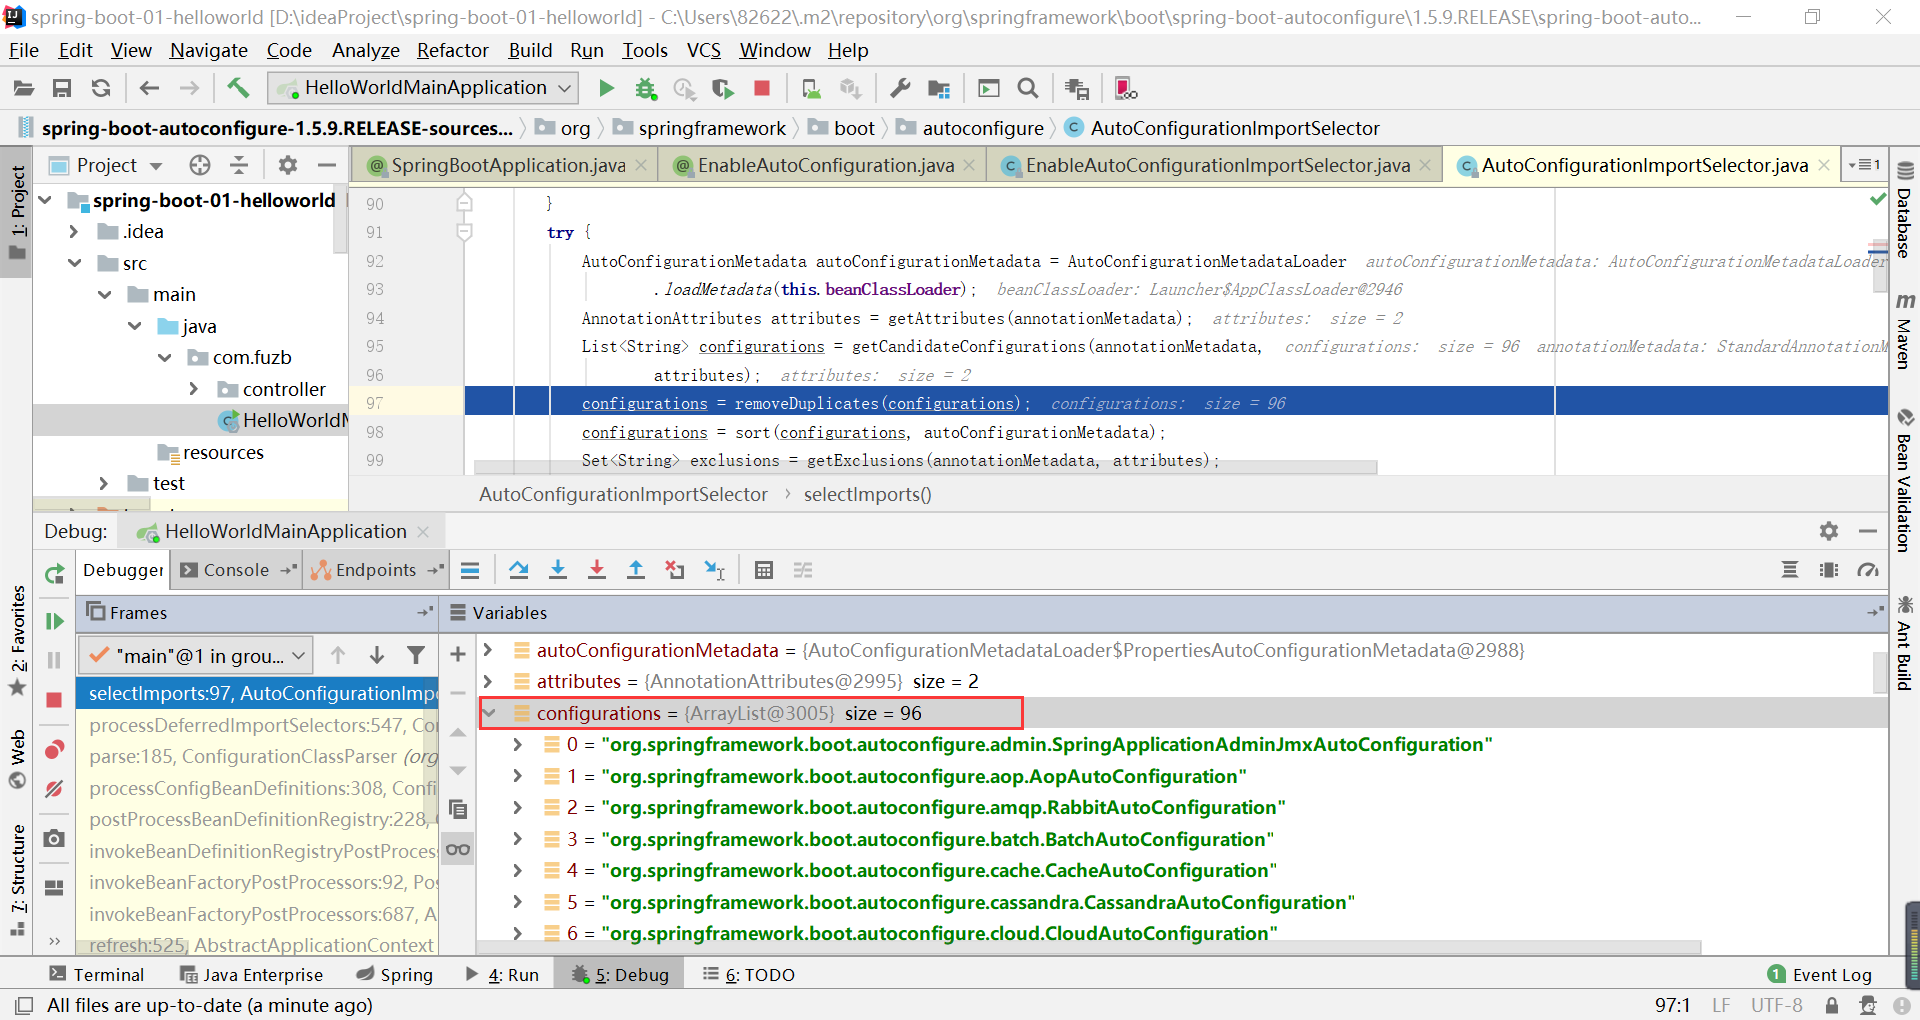 spring-boot-01-helloworld [D:\ideaProject\spring-boot-01-helloworld] - C:\Users\82622\.m2\repository\org\springframework\boot\spring-boot-autoconfigure\1.5.9.RELEASE\spring-boot-auto...
File Edit View Navigate Code Analyze Refactor Build Run Tools VCS Window Help
HelloWorldMainApplication
spring-boot-autoconfigure-1.5.9.RELEASE-sources... org springframework boot autoconfigure AutoConfigurationImportSelector
Project
SpringBootApplication.java EnableAutoConfiguration.java EnableAutoConfigurationImportSelector.java AutoConfigurationImportSelector.java 1
1: Project
2: Favorites
Web
7: Structure
spring-boot-01-helloworld
.idea
src
main
java
com.fuzb
controller
HelloWorldM
resources
test
90 }
91 try {
92 AutoConfigurationMetadata autoConfigurationMetadata = AutoConfigurationMetadataLoader autoConfigurationMetadata: AutoConfigurationMetadataLoader
93 .loadMetadata(this.beanClassLoader); beanClassLoader: Launcher$AppClassLoader@2946
94 AnnotationAttributes attributes = getAttributes(annotationMetadata); attributes: size = 2
95 List<String> configurations = getCandidateConfigurations(annotationMetadata, configurations: size = 96 annotationMetadata: StandardAnnotationM
96 attributes); attributes: size = 2
97 configurations = removeDuplicates(configurations); configurations: size = 96
98 configurations = sort(configurations, autoConfigurationMetadata);
99 Set<String> exclusions = getExclusions(annotationMetadata, attributes);
AutoConfigurationImportSelector › selectImports()
Database
Maven
Bean Validation
Ant Build
Debug: HelloWorldMainApplication
Debugger Console Endpoints
Frames
"main"@1 in grou...
selectImports:97, AutoConfigurationImpo
processDeferredImportSelectors:547, Co
parse:185, ConfigurationClassParser (org
processConfigBeanDefinitions:308, Confi
postProcessBeanDefinitionRegistry:228, C
invokeBeanDefinitionRegistryPostProces
invokeBeanFactoryPostProcessors:92, Po
invokeBeanFactoryPostProcessors:687, A
refresh:525, AbstractApplicationContext
Variables
autoConfigurationMetadata = {AutoConfigurationMetadataLoader$PropertiesAutoConfigurationMetadata@2988}
attributes = {AnnotationAttributes@2995} size = 2
configurations = {ArrayList@3005} size = 96
0 = "org.springframework.boot.autoconfigure.admin.SpringApplicationAdminJmxAutoConfiguration"
1 = "org.springframework.boot.autoconfigure.aop.AopAutoConfiguration"
2 = "org.springframework.boot.autoconfigure.amqp.RabbitAutoConfiguration"
3 = "org.springframework.boot.autoconfigure.batch.BatchAutoConfiguration"
4 = "org.springframework.boot.autoconfigure.cache.CacheAutoConfiguration"
5 = "org.springframework.boot.autoconfigure.cassandra.CassandraAutoConfiguration"
6 = "org.springframework.boot.autoconfigure.cloud.CloudAutoConfiguration"
Terminal Java Enterprise Spring 4: Run 5: Debug 6: TODO 1 Event Log
All files are up-to-date (a minute ago) 97:1 LF UTF-8